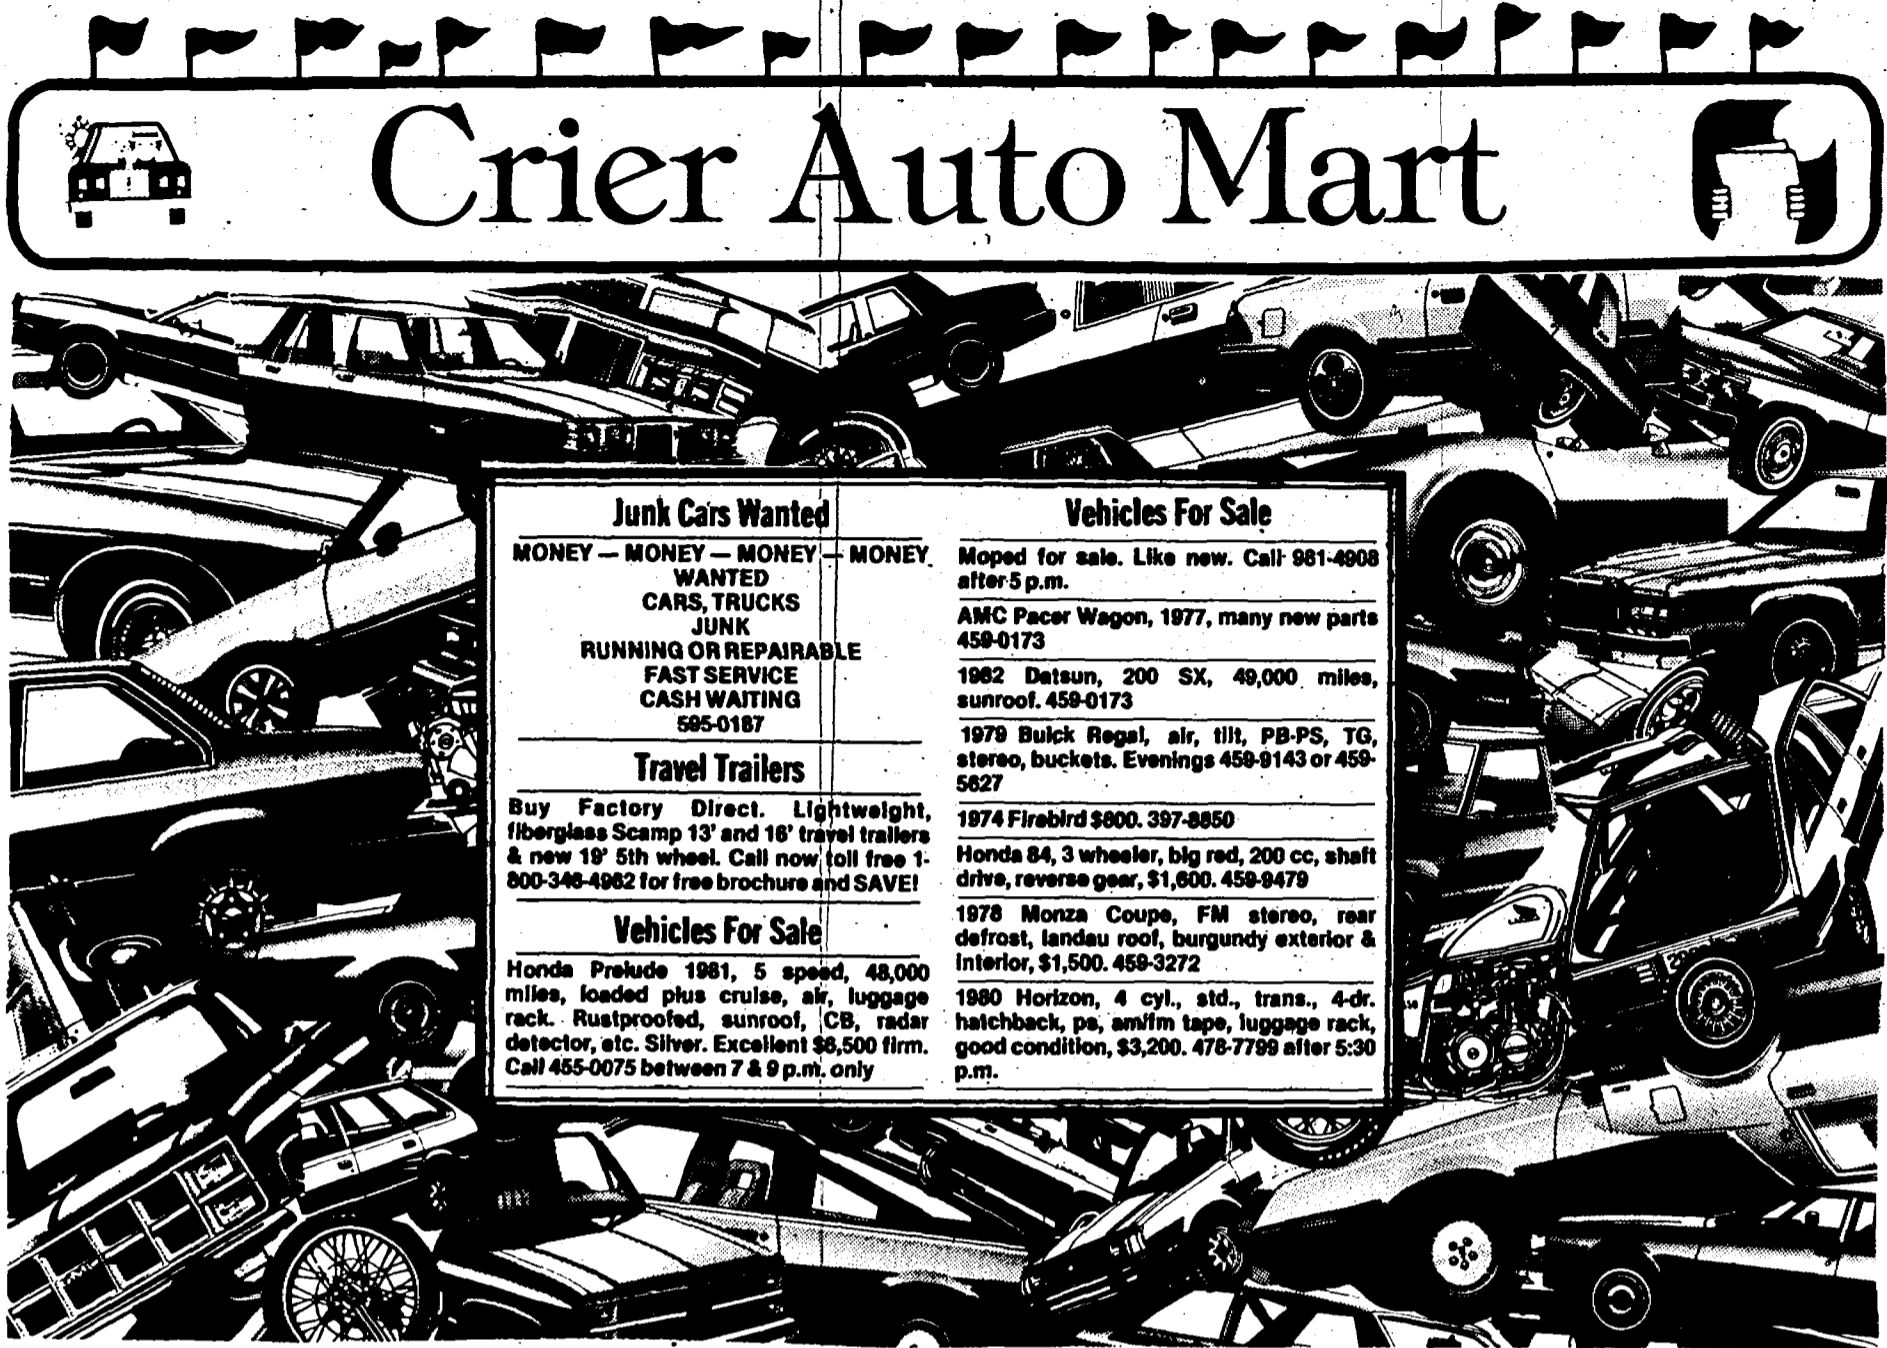 Crier Auto Mart
Junk Cars Wanted
MONEY — MONEY — MONEY — MONEY
WANTED
CARS, TRUCKS
JUNK
RUNNING OR REPAIRABLE
FAST SERVICE
CASH WAITING
595-0187
Travel Trailers
Buy Factory Direct. Lightweight,
fiberglass Scamp 13' and 16' travel trailers
& new 19' 5th wheel. Call now toll free 1-
800-346-4962 for free brochure and SAVE!
Vehicles For Sale
Honda Prelude 1981, 5 speed, 48,000
miles, loaded plus cruise, air, luggage
rack. Rustproofed, sunroof, CB, radar
detector, etc. Silver. Excellent $6,500 firm.
Call 455-0075 between 7 & 9 p.m. only
Vehicles For Sale
Moped for sale. Like new. Call 981-4908
after 5 p.m.
AMC Pacer Wagon, 1977, many new parts
459-0173
1982 Datsun, 200 SX, 49,000 miles,
sunroof. 459-0173
1979 Buick Regal, air, tilt, PB-PS, TG,
stereo, buckets. Evenings 459-9143 or 459-
5627
1974 Firebird $600. 397-8850
Honda 84, 3 wheeler, big red, 200 cc, shaft
drive, reverse gear, $1,600. 459-9479
1978 Monza Coupe, FM stereo, rear
defrost, landau roof, burgundy exterior &
interior, $1,500. 459-3272
1980 Horizon, 4 cyl., std., trans., 4-dr.
hatchback, ps, am/fm tape, luggage rack,
good condition, $3,200. 478-7799 after 5:30
p.m.